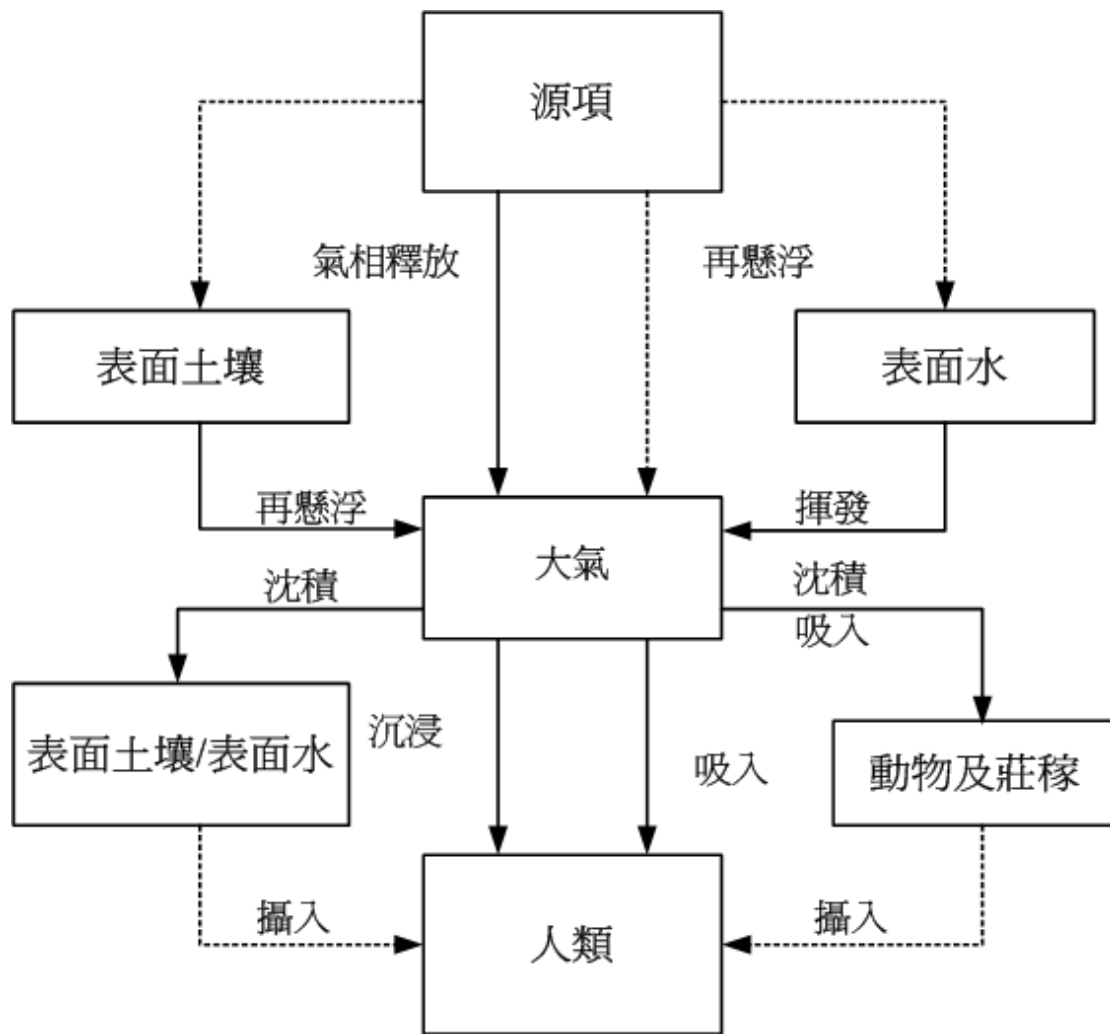 源項
氣相釋放
再懸浮
表面土壤
表面水
再懸浮
揮發
大氣
沈積
沈積
吸入
表面土壤/表面水
沉浸
吸入
動物及莊稼
攝入
攝入
人類